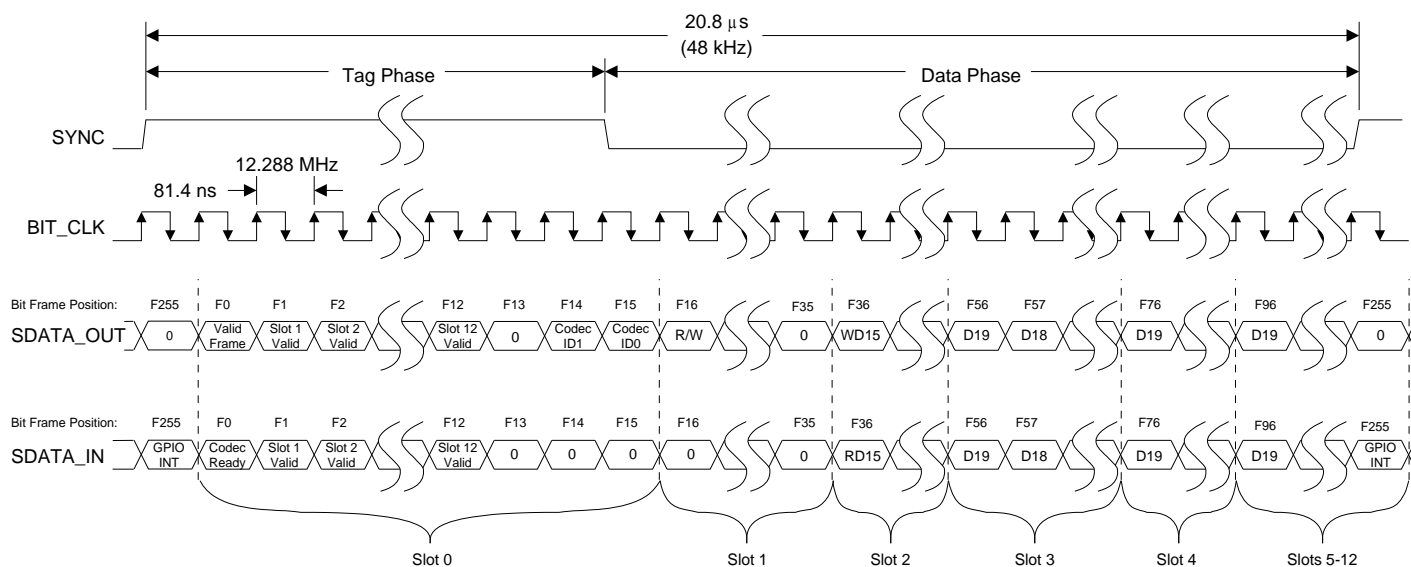 20.8 μs
(48 kHz)
Tag Phase
Data Phase
SYNC
12.288 MHz
81.4 ns
BIT_CLK
Bit Frame Position: F255 F0 F1 F2 F12 F13 F14 F15 F16 F35 F36 F56 F57 F76 F96 F255
SDATA_OUT 0 Valid Frame Slot 1 Valid Slot 2 Valid Slot 12 Valid 0 Codec ID1 Codec ID0 R/W 0 WD15 D19 D18 D19 D19 0
Bit Frame Position: F255 F0 F1 F2 F12 F13 F14 F15 F16 F35 F36 F56 F57 F76 F96 F255
SDATA_IN GPIO INT Codec Ready Slot 1 Valid Slot 2 Valid Slot 12 Valid 0 0 0 0 0 RD15 D19 D18 D19 D19 GPIO INT
Slot 0 Slot 1 Slot 2 Slot 3 Slot 4 Slots 5-12